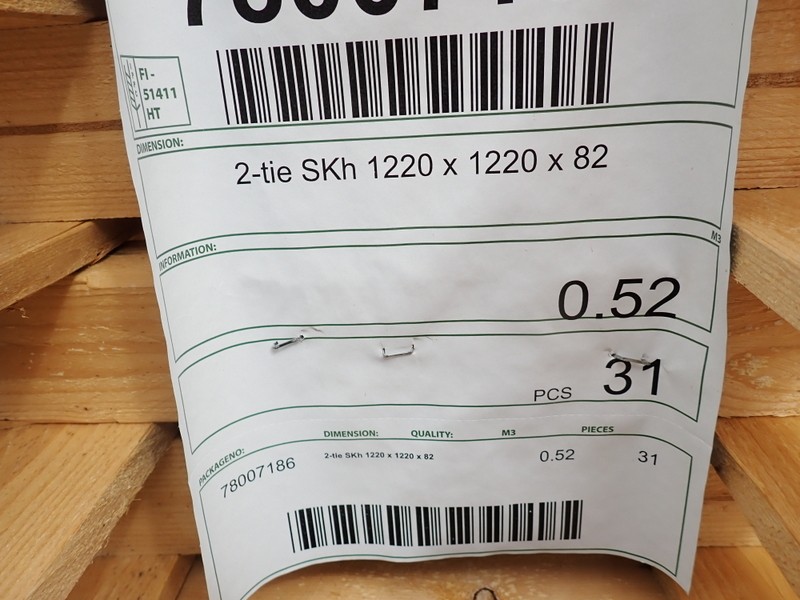 FI -
51411
HT
DIMENSION:
2-tie SKh 1220 x 1220 x 82
INFORMATION:
M3
0.52
PCS 31
PACKAGENO: DIMENSION: QUALITY: M3 PIECES
78007186 2-tie SKh 1220 x 1220 x 82 0.52 31